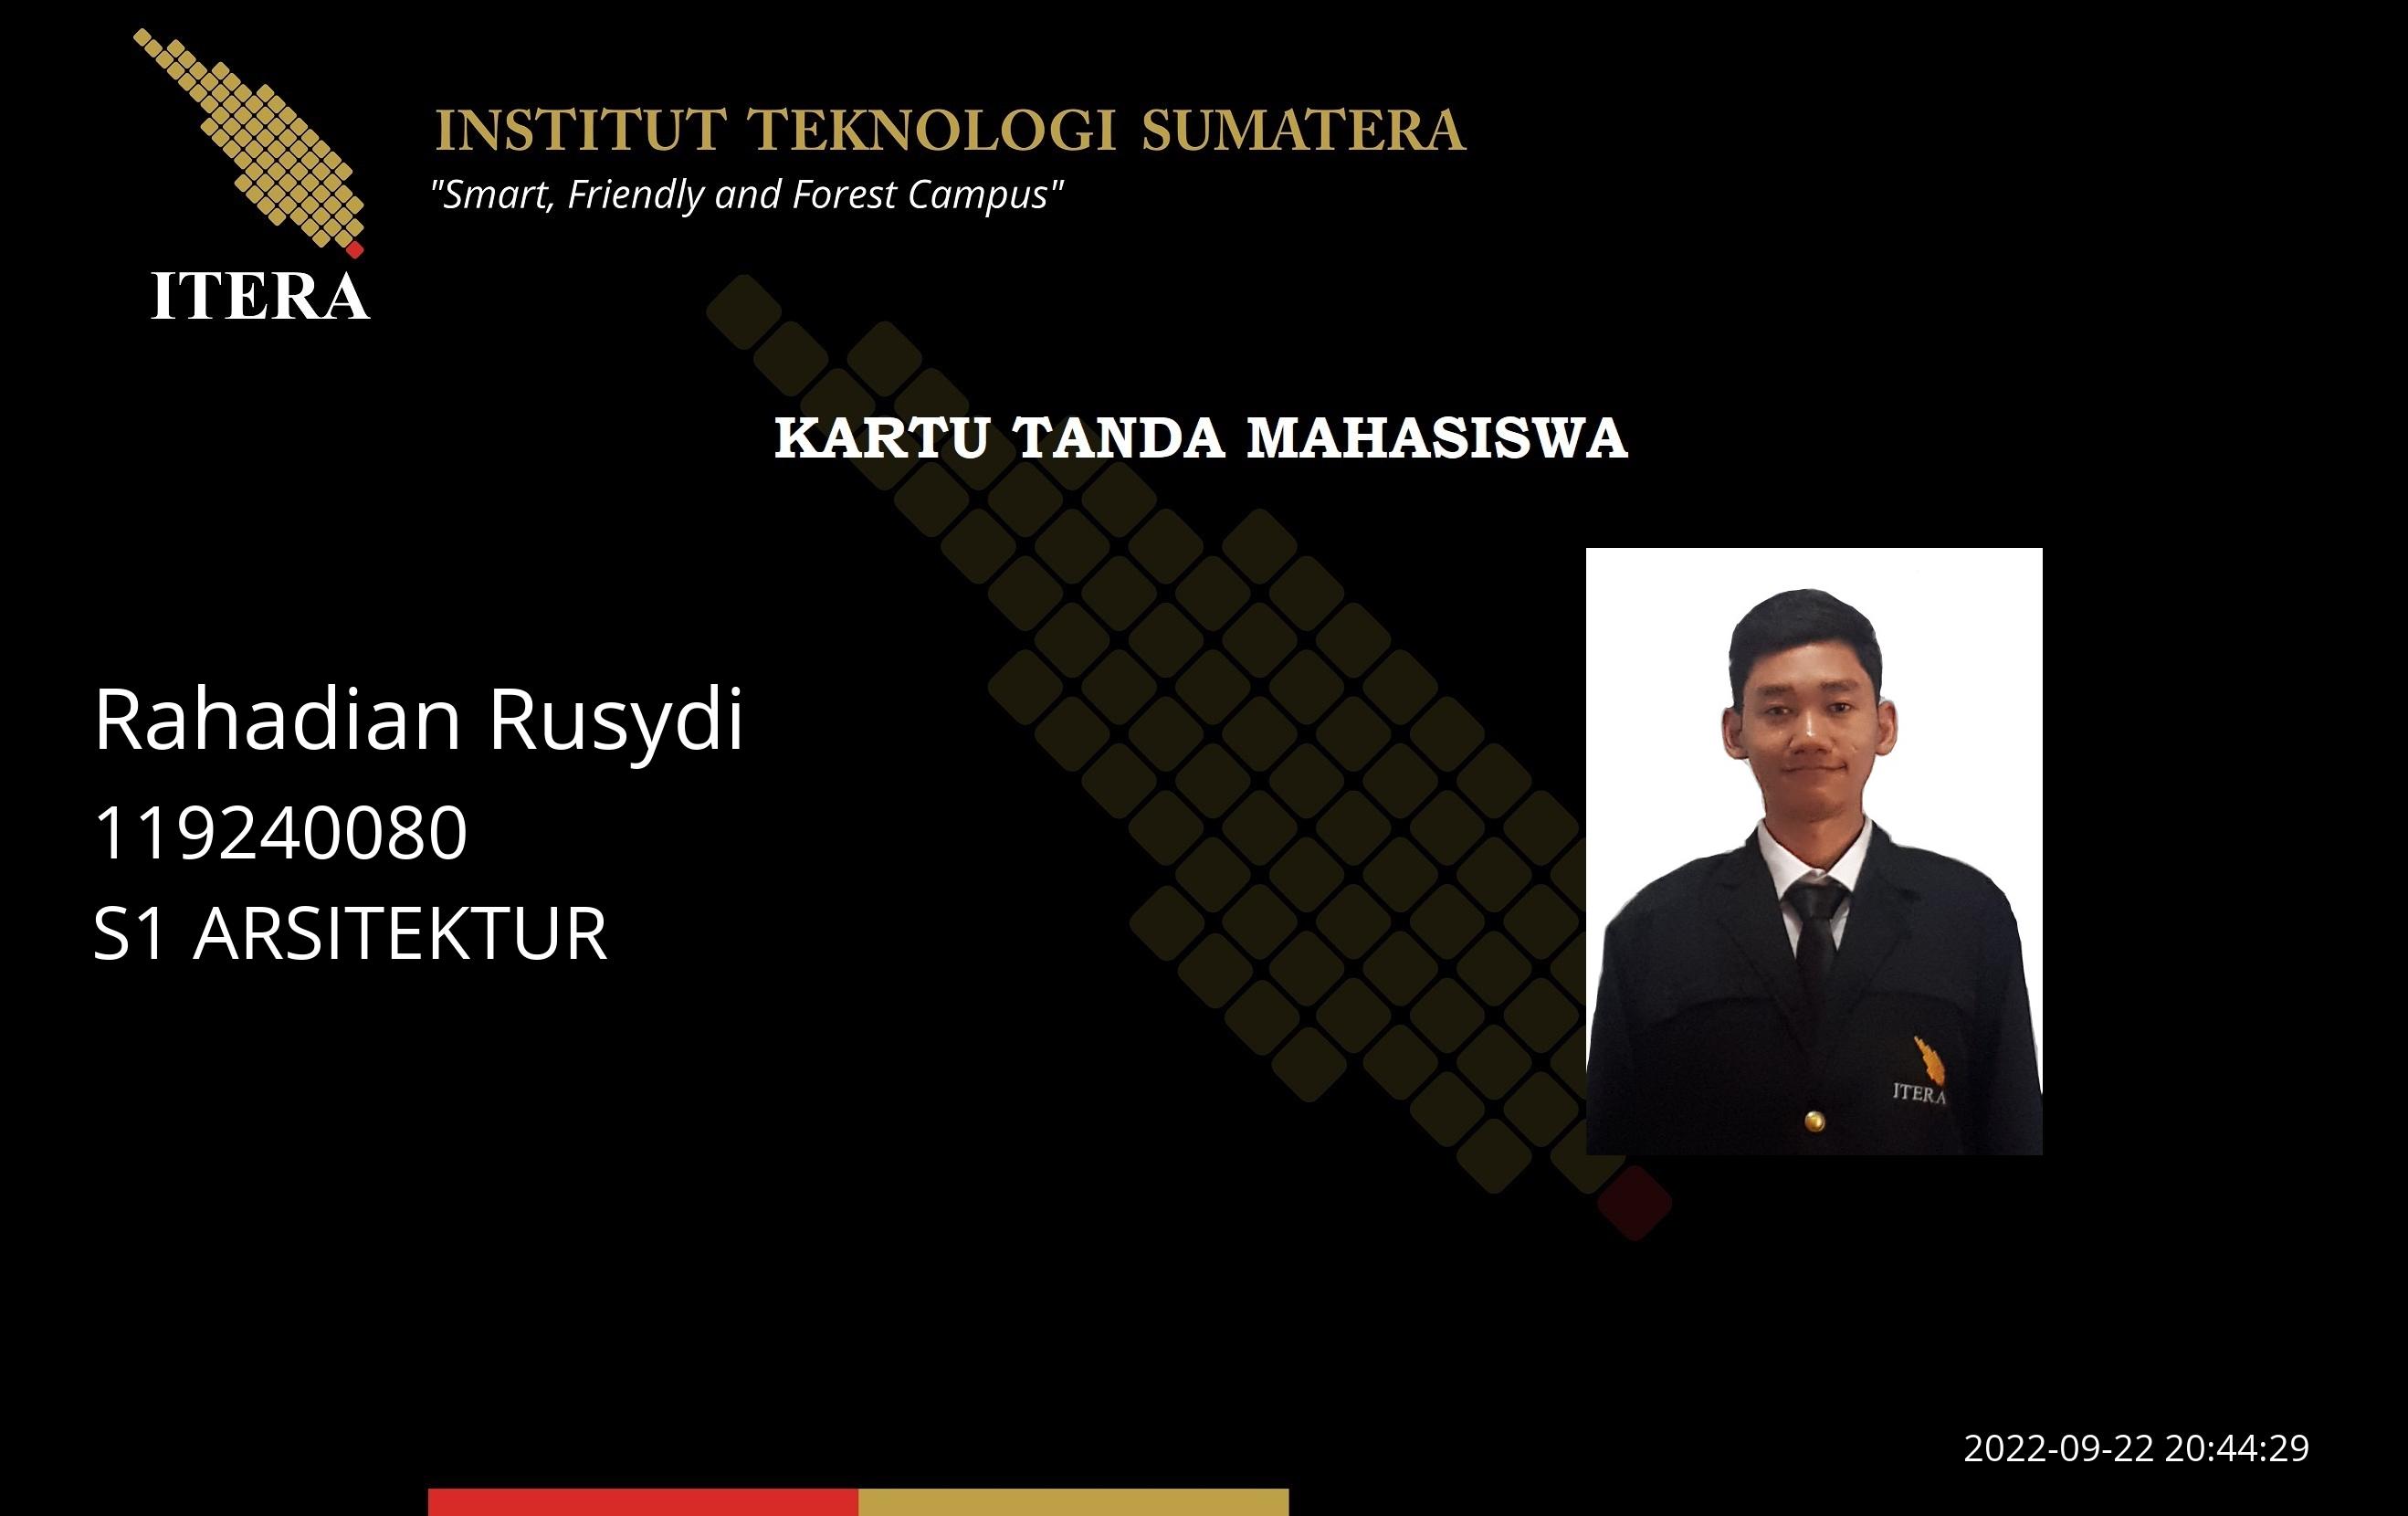 INSTITUT TEKNOLOGI SUMATERA
"Smart, Friendly and Forest Campus"
ITERA
KARTU TANDA MAHASISWA
Rahadian Rusydi
119240080
S1 ARSITEKTUR
ITERA
2022-09-22 20:44:29